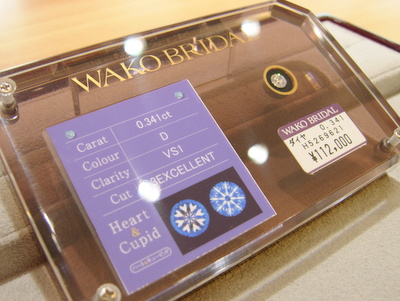 WAKO BRIDAL
Carat 0.341ct
Colour D
Clarity VS1
Cut 3EXCELLENT
Heart
&
Cupid
WAKO BRIDAL
0.341
ダイヤ
H5269621
¥112,000